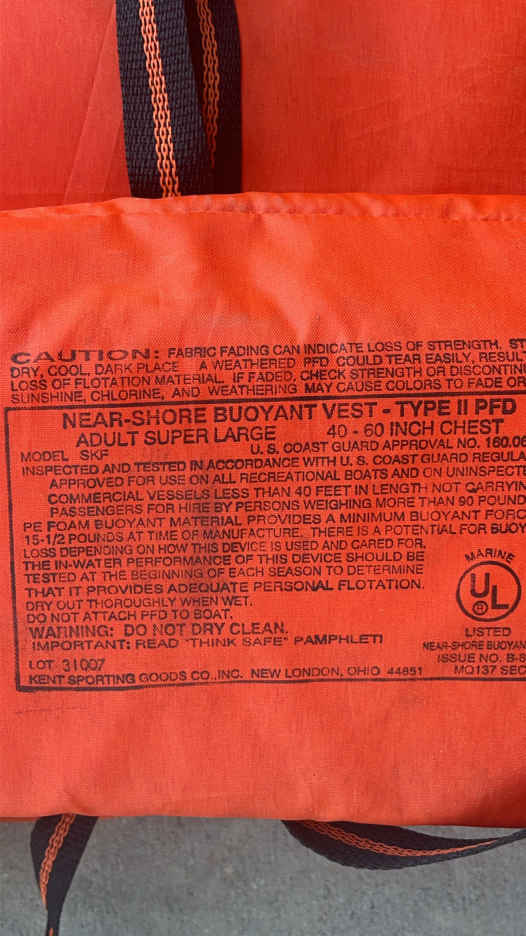 CAUTION: FABRIC FADING CAN INDICATE LOSS OF STRENGTH. ST
DRY, COOL, DARK PLACE A WEATHERED PFD COULD TEAR EASILY, RESUL
LOSS OF FLOTATION MATERIAL. IF FADED, CHECK STRENGTH OR DISCONTIN
SUNSHINE, CHLORINE, AND WEATHERING MAY CAUSE COLORS TO FADE OR
NEAR-SHORE BUOYANT VEST - TYPE II PFD
ADULT SUPER LARGE 40 - 60 INCH CHEST
MODEL SKF U. S. COAST GUARD APPROVAL NO. 160.06
INSPECTED AND TESTED IN ACCORDANCE WITH U. S. COAST GUARD REGULA
APPROVED FOR USE ON ALL RECREATIONAL BOATS AND ON UNINSPECT
COMMERCIAL VESSELS LESS THAN 40 FEET IN LENGTH NOT CARRYIN
PASSENGERS FOR HIRE BY PERSONS WEIGHING MORE THAN 90 POUND
PE FOAM BUOYANT MATERIAL PROVIDES A MINIMUM BUOYANT FORC
15-1/2 POUNDS AT TIME OF MANUFACTURE. THERE IS A POTENTIAL FOR BUOY
LOSS DEPENDING ON HOW THIS DEVICE IS USED AND CARED FOR,
THE IN-WATER PERFORMANCE OF THIS DEVICE SHOULD BE
TESTED AT THE BEGINNING OF EACH SEASON TO DETERMINE
THAT IT PROVIDES ADEQUATE PERSONAL FLOTATION.
DRY OUT THOROUGHLY WHEN WET.
DO NOT ATTACH PFD TO BOAT.
WARNING: DO NOT DRY CLEAN.
IMPORTANT: READ "THINK SAFE" PAMPHLET!
LOT 31007
KENT SPORTING GOODS CO., INC. NEW LONDON, OHIO 44851
MARINE
UL
®
LISTED
NEAR-SHORE BUOYAN
ISSUE NO. B-8
MQ137 SEC